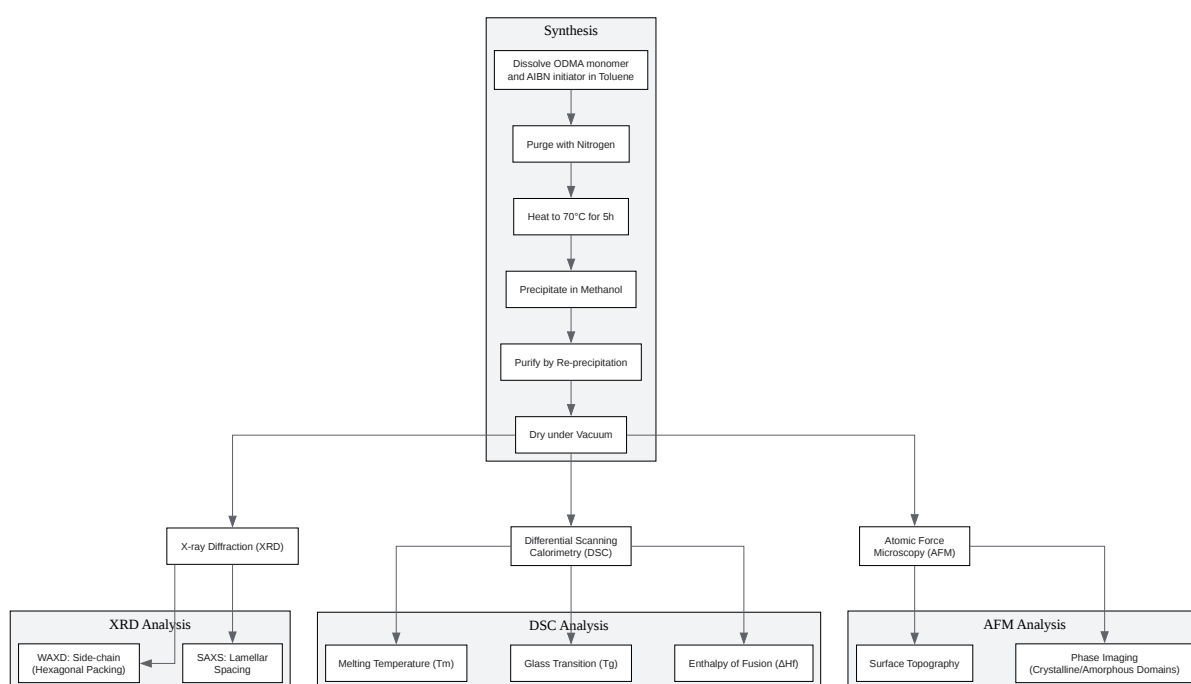 Synthesis
Dissolve ODMA monomer
and AIBN initiator in Toluene
Purge with Nitrogen
Heat to 70°C for 5h
Precipitate in Methanol
Purify by Re-precipitation
Dry under Vacuum
X-ray Diffraction (XRD)
Differential Scanning
Calorimetry (DSC)
Atomic Force
Microscopy (AFM)
XRD Analysis
WAXD: Side-chain
(Hexagonal Packing)
SAXS: Lamellar
Spacing
DSC Analysis
Melting Temperature (Tm)
Glass Transition (Tg)
Enthalpy of Fusion (ΔHf)
AFM Analysis
Surface Topography
Phase Imaging
(Crystalline/Amorphous Domains)